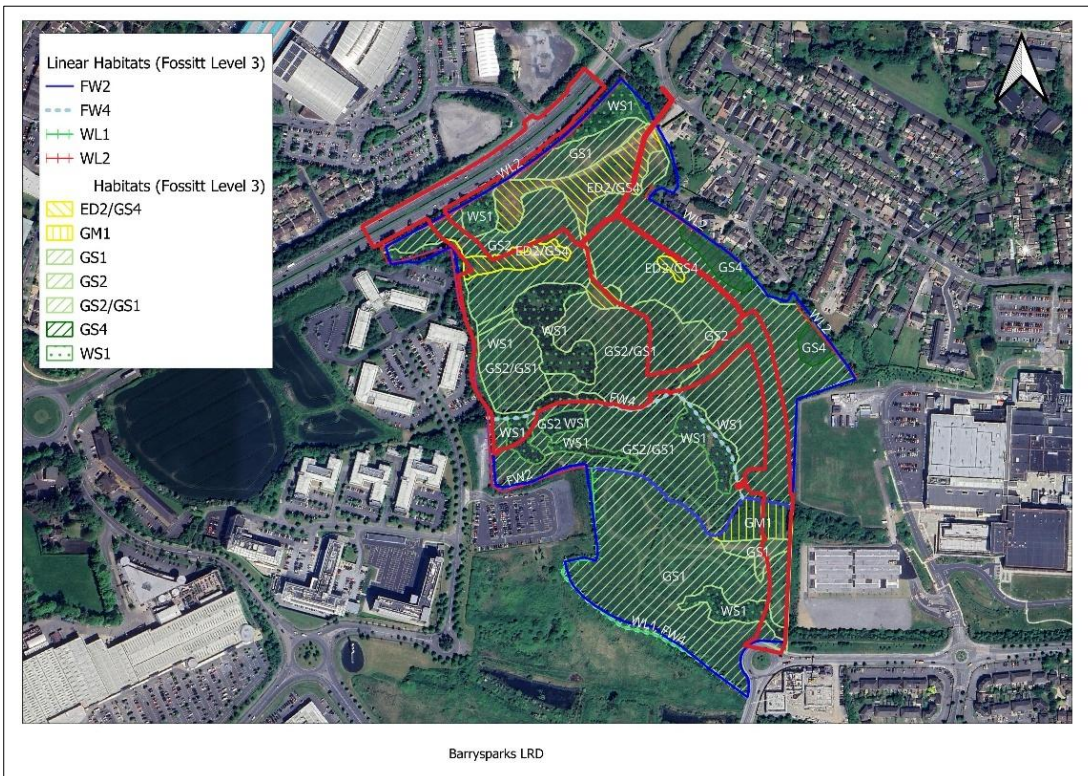 Linear Habitats (Fossitt Level 3)
FW2
FW4
WL1
WL2
Habitats (Fossitt Level 3)
ED2/GS4
GM1
GS1
GS2
GS2/GS1
GS4
WS1
WS1
WL2
GS1
ED2/GS4
WS1
GS2
ED2/GS4
WL2
ED2/GS4
GS4
WL2
GS4
WS1
GS2
WS1
GS2/GS1
GS2/GS1
FW4
WS1
GS2
WS1
WS1
WS1
WS1
GS2/GS1
FW2
GM1
GS1
GS1
WS1
WL1
FW4
Barrysparks LRD